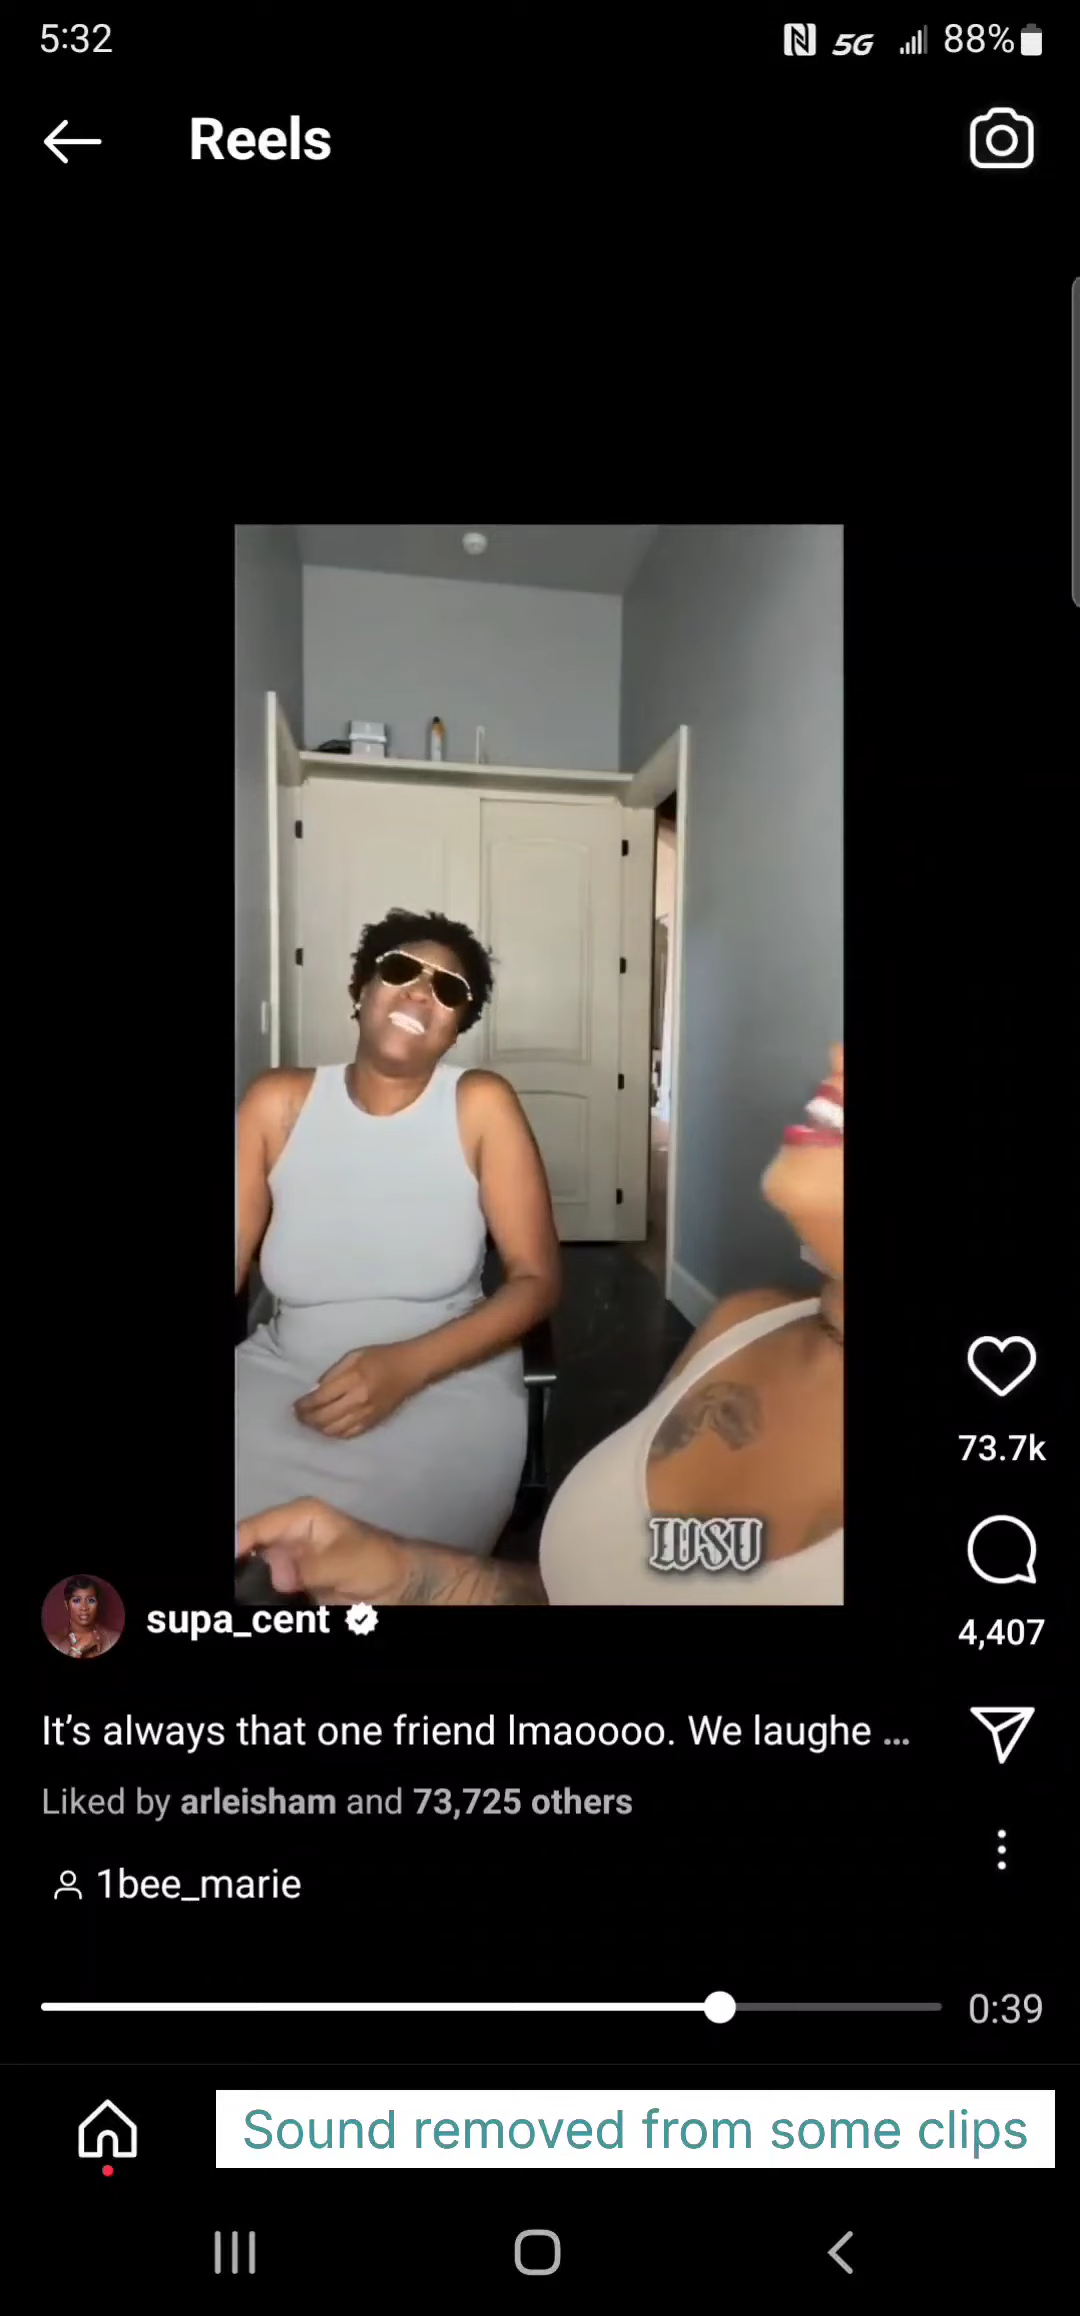 5:32
5G 88%
Reels
WSU
supa_cent
It’s always that one friend lmaoooo. We laughe ...
Liked by arleisham and 73,725 others
1bee_marie
73.7k
4,407
0:39
Sound removed from some clips